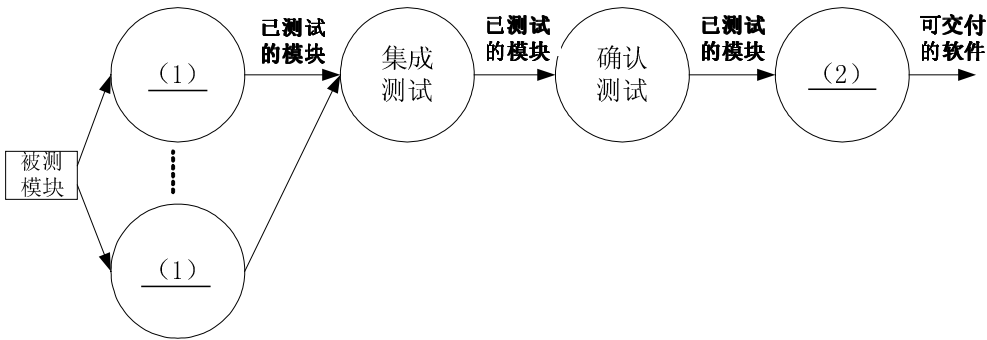 被测
模块
(1)
(1)
已测试
的模块
集成
测试
已测试
的模块
确认
测试
已测试
的模块
(2)
可交付
的软件